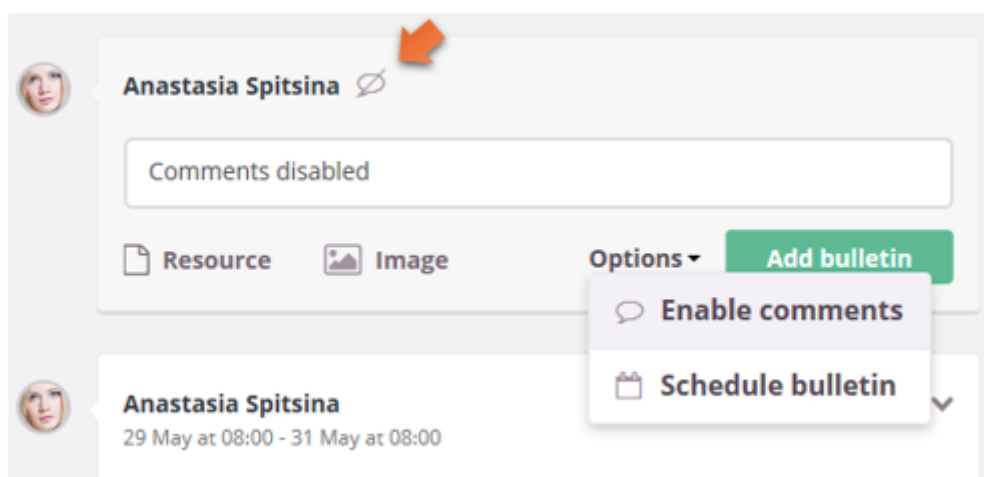 Anastasia Spitsina
Comments disabled
Resource Image Options Add bulletin
Enable comments
Schedule bulletin
Anastasia Spitsina
29 May at 08:00 - 31 May at 08:00